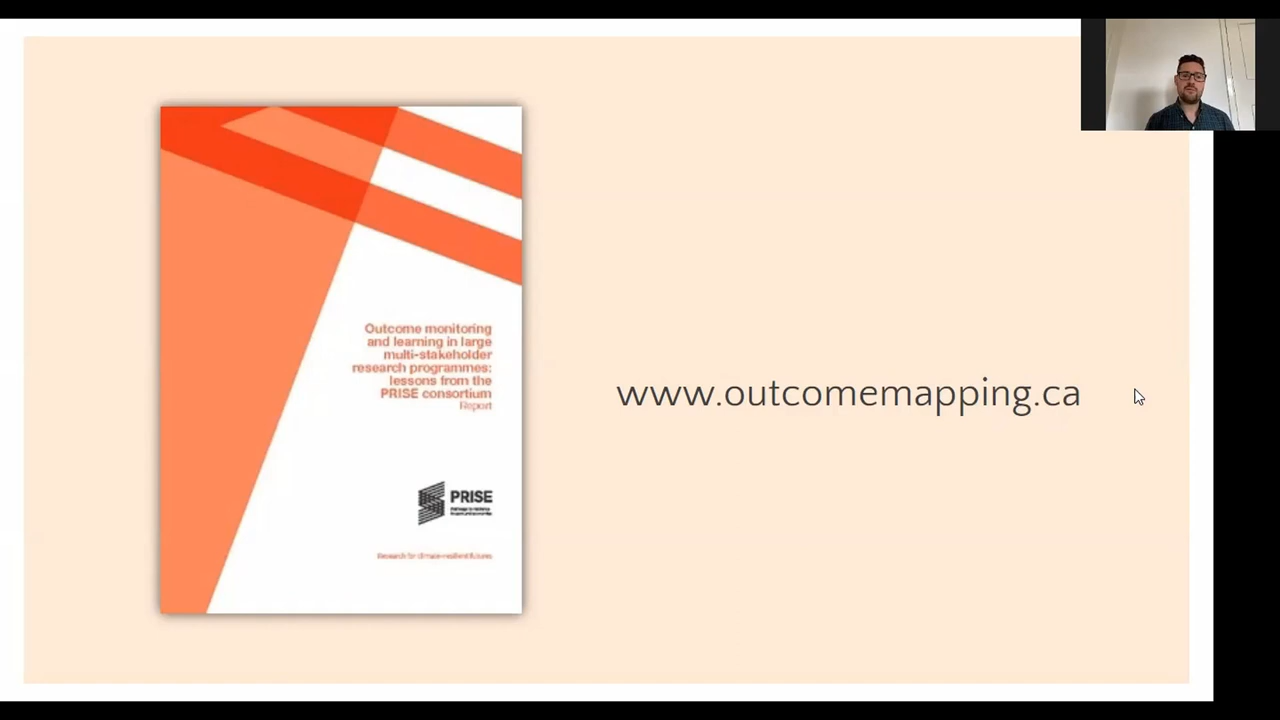 Outcome monitoring
and learning in large
multi-stakeholder
research programmes:
lessons from the
PRISE consortium
Report
www.outcomemapping.ca
PRISE
Research for climate-resilient futures